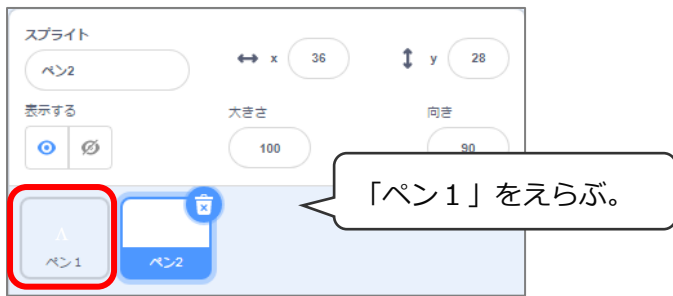 スプライト
ペン2
x 36
y 28
表示する
大きさ
100
向き
90
「ペン１」をえらぶ。
A
ペン１
ペン2